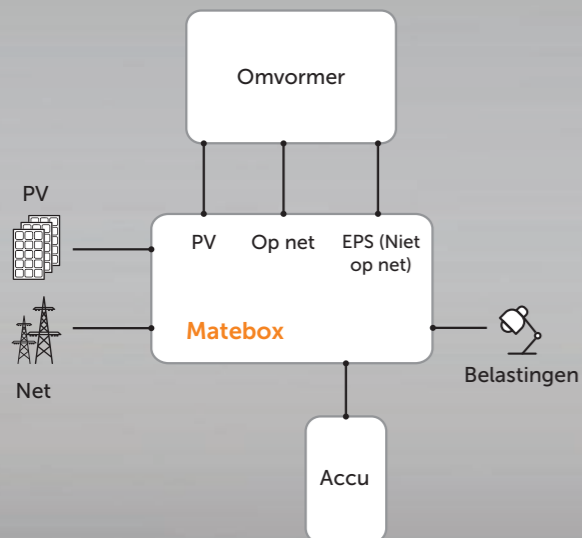 Omvormer
PV
PV
Op net
EPS (Niet
op net)
Matebox
Net
Belastingen
Accu